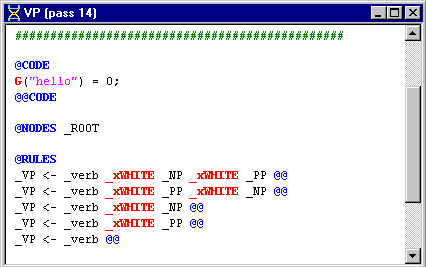 VP (pass 14)
###############################################
@CODE
G("hello") = 0;
@@CODE
@NODES _ROOT
@RULES
_VP <- _verb _xWHITE _NP _xWHITE _PP @@
_VP <- _verb _xWHITE _PP _xWHITE _NP @@
_VP <- _verb _xWHITE _NP @@
_VP <- _verb _xWHITE _PP @@
_VP <- _verb @@